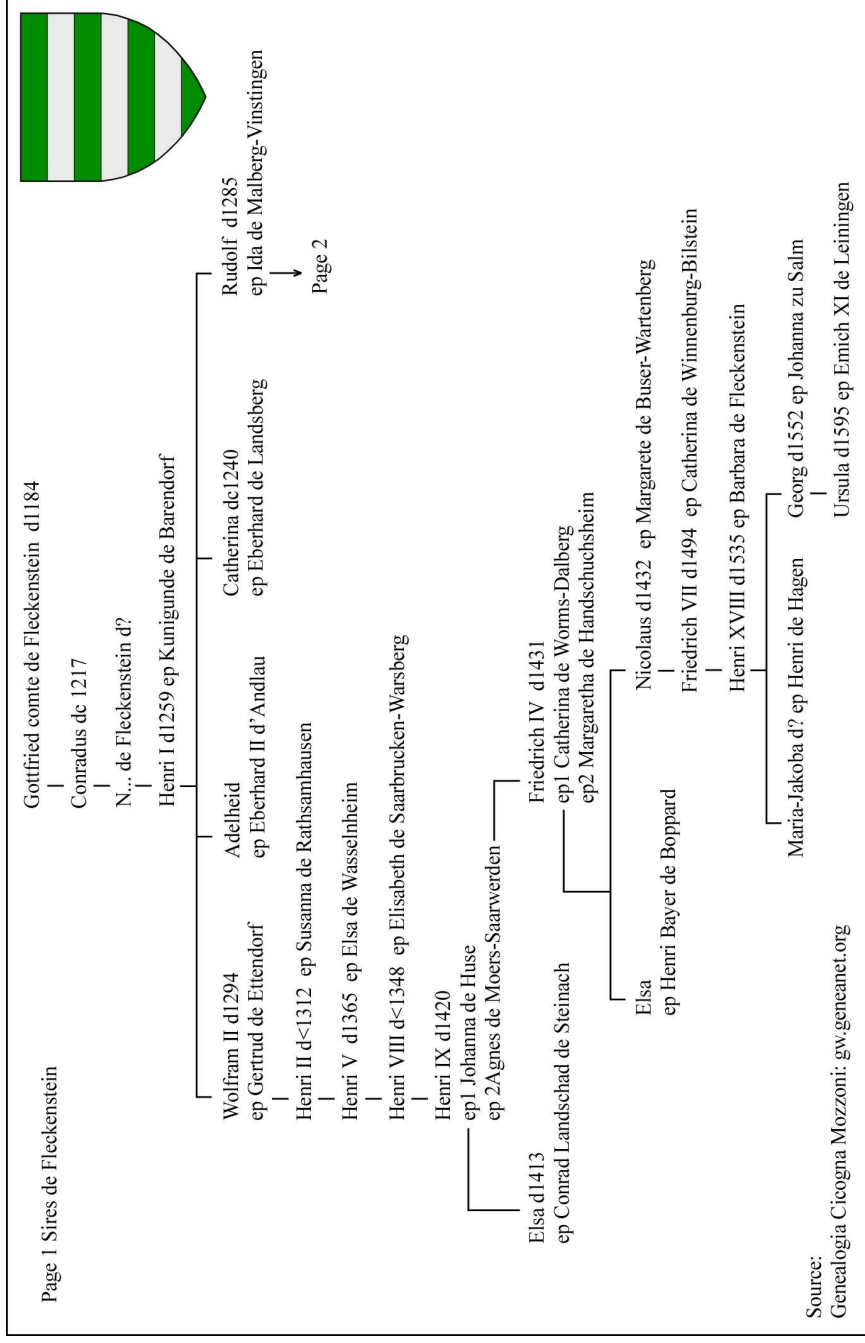 Page 1 Sires de Fleckenstein
Gottfried comte de Fleckenstein d1184
Conradus dc 1217
N... de Fleckenstein d?
Henri I d1259 ep Kunigunde de Barendorf
Wolfram II d1294
ep Gertrud de Ettendorf
Adelheid
ep Eberhard II d'Andlau
Catherina dc1240
ep Eberhard de Landsberg
Rudolf d1285
ep Ida de Malberg-Vinstingen
Page 2
Henri II d<1312 ep Susanna de Rathsamhausen
Henri V d1365 ep Elsa de Wasselnheim
Henri VIII d<1348 ep Elisabeth de Saarbrucken-Warsberg
Henri IX d1420
ep1 Johanna de Huse
ep 2Agnes de Moers-Saarwerden
Elsa d1413
ep Conrad Landschad de Steinach
Friedrich IV d1431
ep1 Catherina de Worms-Dalberg
ep2 Margaretha de Handschuchsheim
Elsa
ep Henri Bayer de Boppard
Nicolaus d1432 ep Margarete de Buser-Wartenberg
Friedrich VII d1494 ep Catherina de Winnenburg-Bilstein
Henri XVIII d1535 ep Barbara de Fleckenstein
Maria-Jakoba d? ep Henri de Hagen
Georg d1552 ep Johanna zu Salm
Ursula d1595 ep Emich XI de Leiningen
Source:
Genealogia Cicogna Mozzoni: gw.geneanet.org